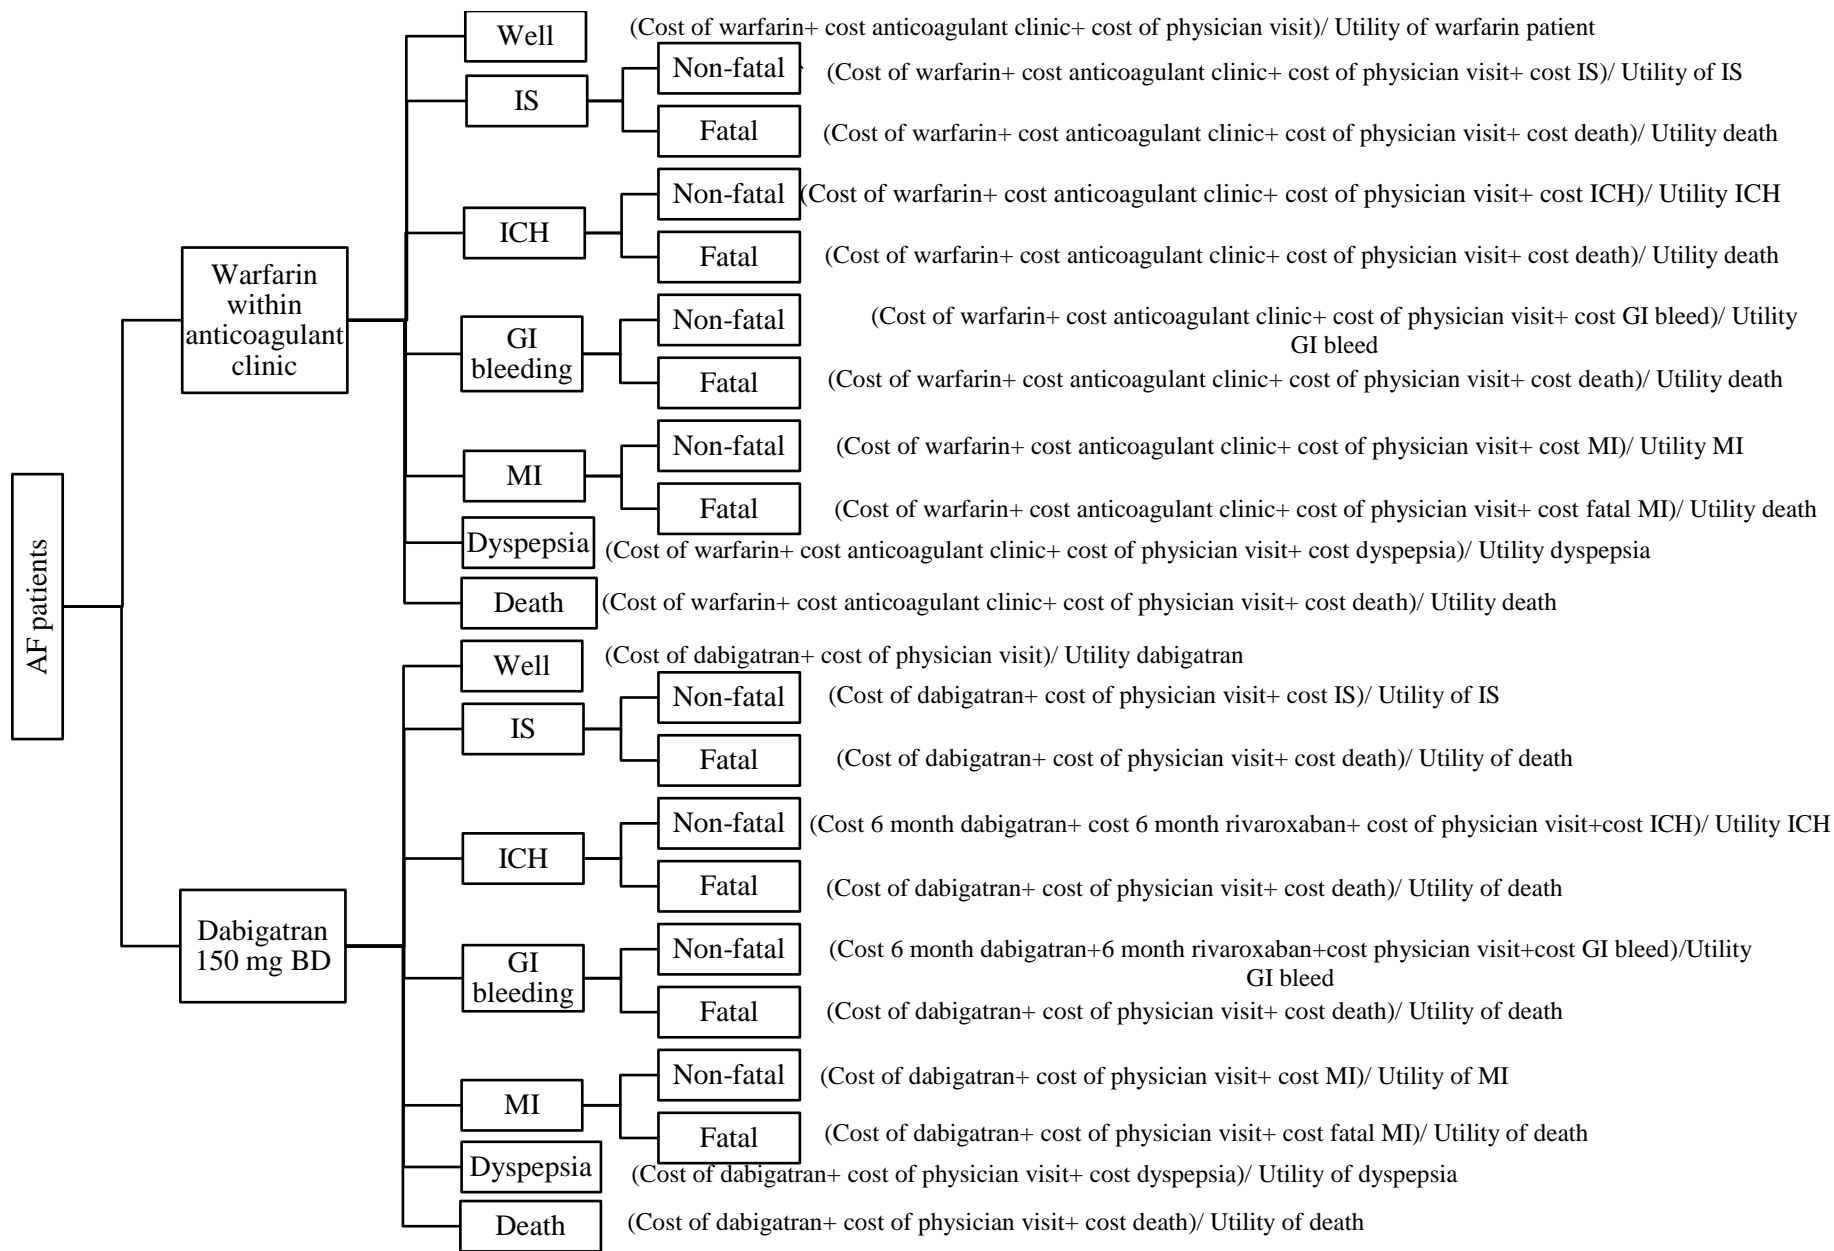 AF patients
Warfarin
within
anticoagulant
clinic
Well
(Cost of warfarin+ cost anticoagulant clinic+ cost of physician visit)/ Utility of warfarin patient
IS
Non-fatal
(Cost of warfarin+ cost anticoagulant clinic+ cost of physician visit+ cost IS)/ Utility of IS
Fatal
(Cost of warfarin+ cost anticoagulant clinic+ cost of physician visit+ cost death)/ Utility death
ICH
Non-fatal
(Cost of warfarin+ cost anticoagulant clinic+ cost of physician visit+ cost ICH)/ Utility ICH
Fatal
(Cost of warfarin+ cost anticoagulant clinic+ cost of physician visit+ cost death)/ Utility death
GI
bleeding
Non-fatal
(Cost of warfarin+ cost anticoagulant clinic+ cost of physician visit+ cost GI bleed)/ Utility
GI bleed
Fatal
(Cost of warfarin+ cost anticoagulant clinic+ cost of physician visit+ cost death)/ Utility death
MI
Non-fatal
(Cost of warfarin+ cost anticoagulant clinic+ cost of physician visit+ cost MI)/ Utility MI
Fatal
(Cost of warfarin+ cost anticoagulant clinic+ cost of physician visit+ cost fatal MI)/ Utility death
Dyspepsia
(Cost of warfarin+ cost anticoagulant clinic+ cost of physician visit+ cost dyspepsia)/ Utility dyspepsia
Death
(Cost of warfarin+ cost anticoagulant clinic+ cost of physician visit+ cost death)/ Utility death
Dabigatran
150 mg BD
Well
(Cost of dabigatran+ cost of physician visit)/ Utility dabigatran
IS
Non-fatal
(Cost of dabigatran+ cost of physician visit+ cost IS)/ Utility of IS
Fatal
(Cost of dabigatran+ cost of physician visit+ cost death)/ Utility of death
ICH
Non-fatal
(Cost 6 month dabigatran+ cost 6 month rivaroxaban+ cost of physician visit+cost ICH)/ Utility ICH
Fatal
(Cost of dabigatran+ cost of physician visit+ cost death)/ Utility of death
GI
bleeding
Non-fatal
(Cost 6 month dabigatran+6 month rivaroxaban+cost physician visit+cost GI bleed)/Utility
GI bleed
Fatal
(Cost of dabigatran+ cost of physician visit+ cost death)/ Utility of death
MI
Non-fatal
(Cost of dabigatran+ cost of physician visit+ cost MI)/ Utility of MI
Fatal
(Cost of dabigatran+ cost of physician visit+ cost fatal MI)/ Utility of death
Dyspepsia
(Cost of dabigatran+ cost of physician visit+ cost dyspepsia)/ Utility of dyspepsia
Death
(Cost of dabigatran+ cost of physician visit+ cost death)/ Utility of death